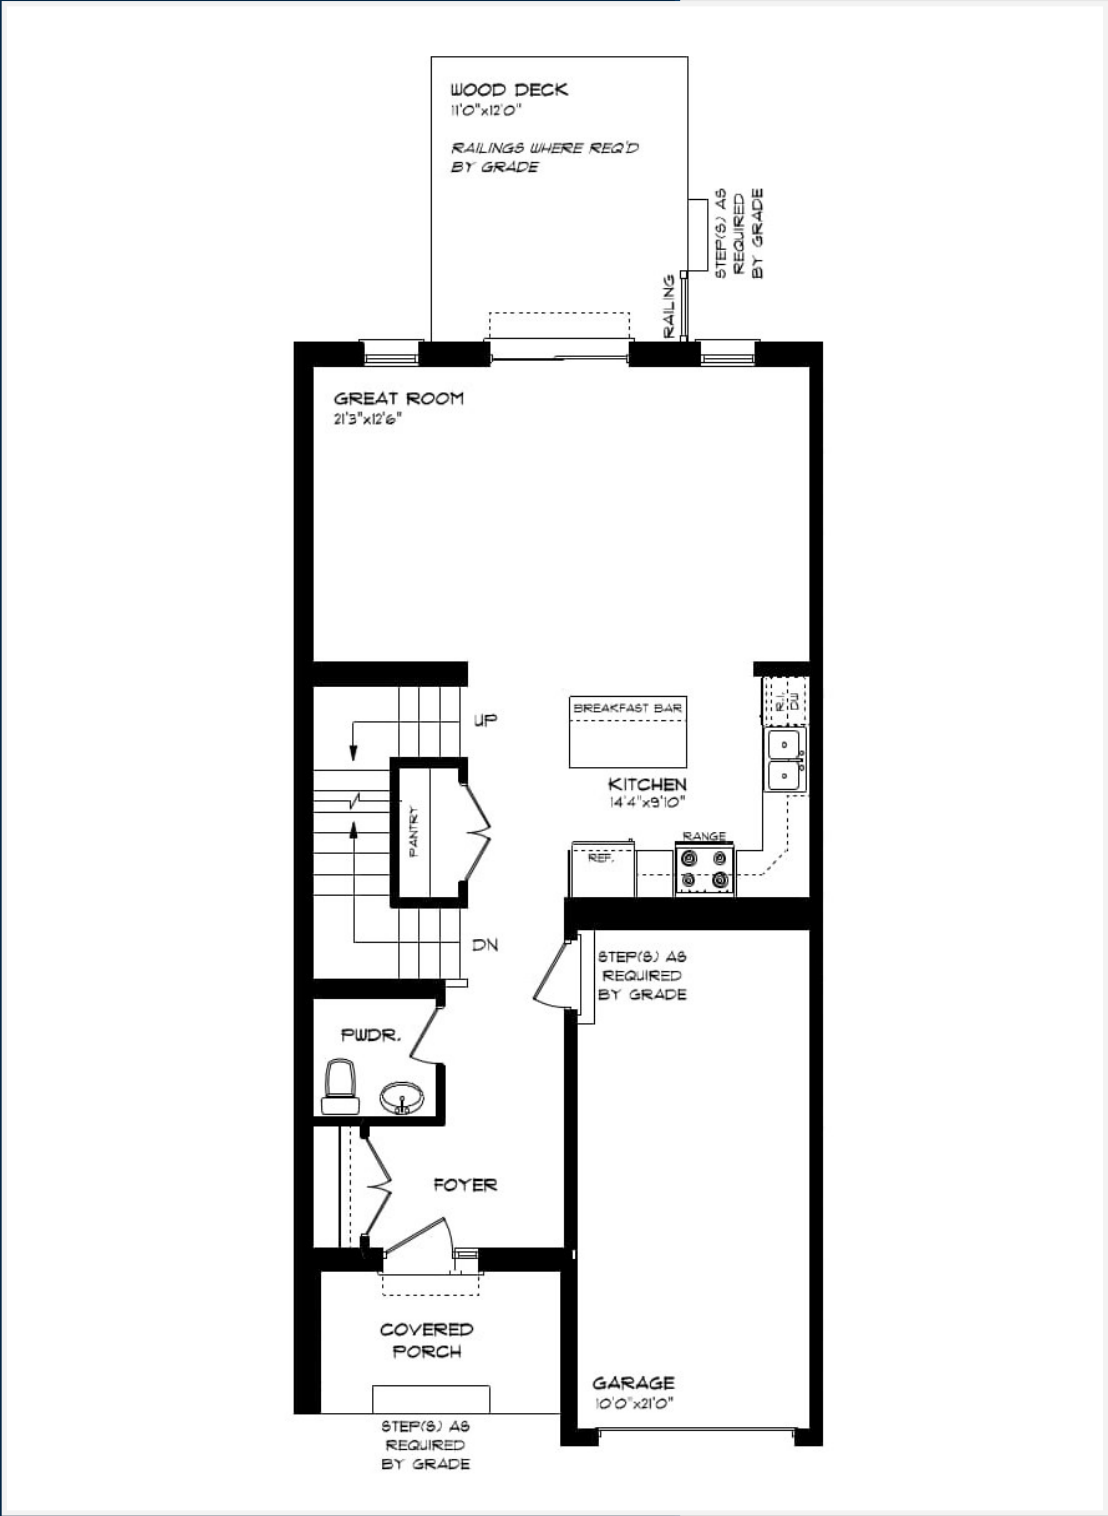 WOOD DECK
11'0"x12'0"
RAILINGS WHERE REQ'D
BY GRADE
STEP(S) AS
REQUIRED
BY GRADE
RAILING
GREAT ROOM
21'3"x12'6"
UP
BREAKFAST BAR
R.I.
DW
KITCHEN
14'4"x9'10"
PANTRY
RANGE
REF.
DN
STEP(S) AS
REQUIRED
BY GRADE
PWDR.
FOYER
COVERED
PORCH
GARAGE
10'0"x21'0"
STEP(S) AS
REQUIRED
BY GRADE